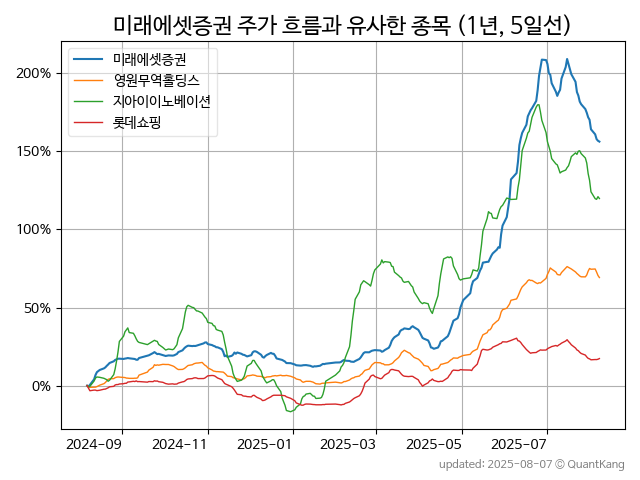 미래에셋증권 주가 흐름과 유사한 종목 (1년, 5일선)
미래에셋증권
영원무역홀딩스
지아이이노베이션
롯데쇼핑
200%
150%
100%
50%
0%
2024-09 2024-11 2025-01 2025-03 2025-05 2025-07
updated: 2025-08-07 © QuantKang